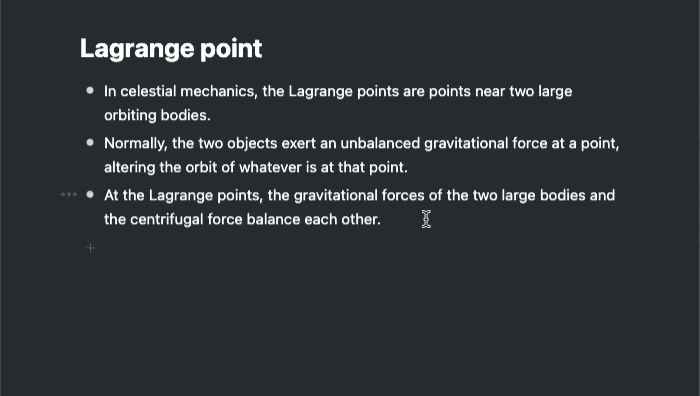 Lagrange point
In celestial mechanics, the Lagrange points are points near two large
orbiting bodies.
Normally, the two objects exert an unbalanced gravitational force at a point,
altering the orbit of whatever is at that point.
At the Lagrange points, the gravitational forces of the two large bodies and
the centrifugal force balance each other.